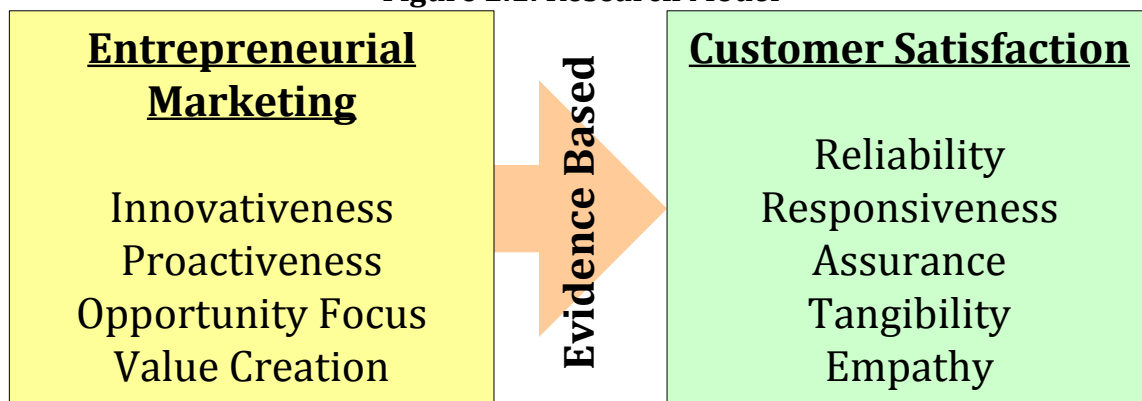 Entrepreneurial
Marketing
Innovativeness
Proactiveness
Opportunity Focus
Value Creation
Evidence Based
Customer Satisfaction
Reliability
Responsiveness
Assurance
Tangibility
Empathy